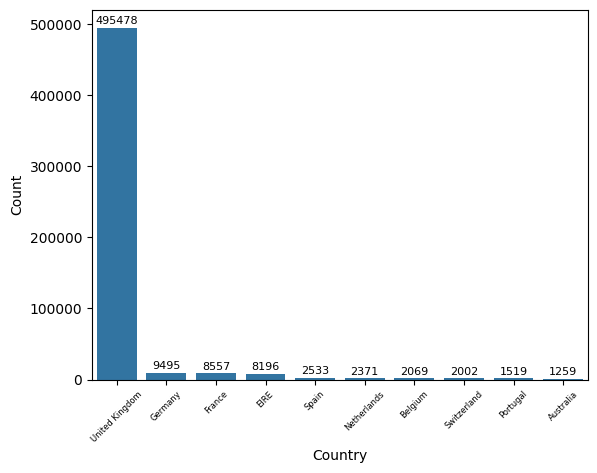 495478
500000
400000
300000
200000
100000
0
Count
9495 8557 8196 2533 2371 2069 2002 1519 1259
United Kingdom Germany France EIRE Spain Netherlands Belgium Switzerland Portugal Australia
Country